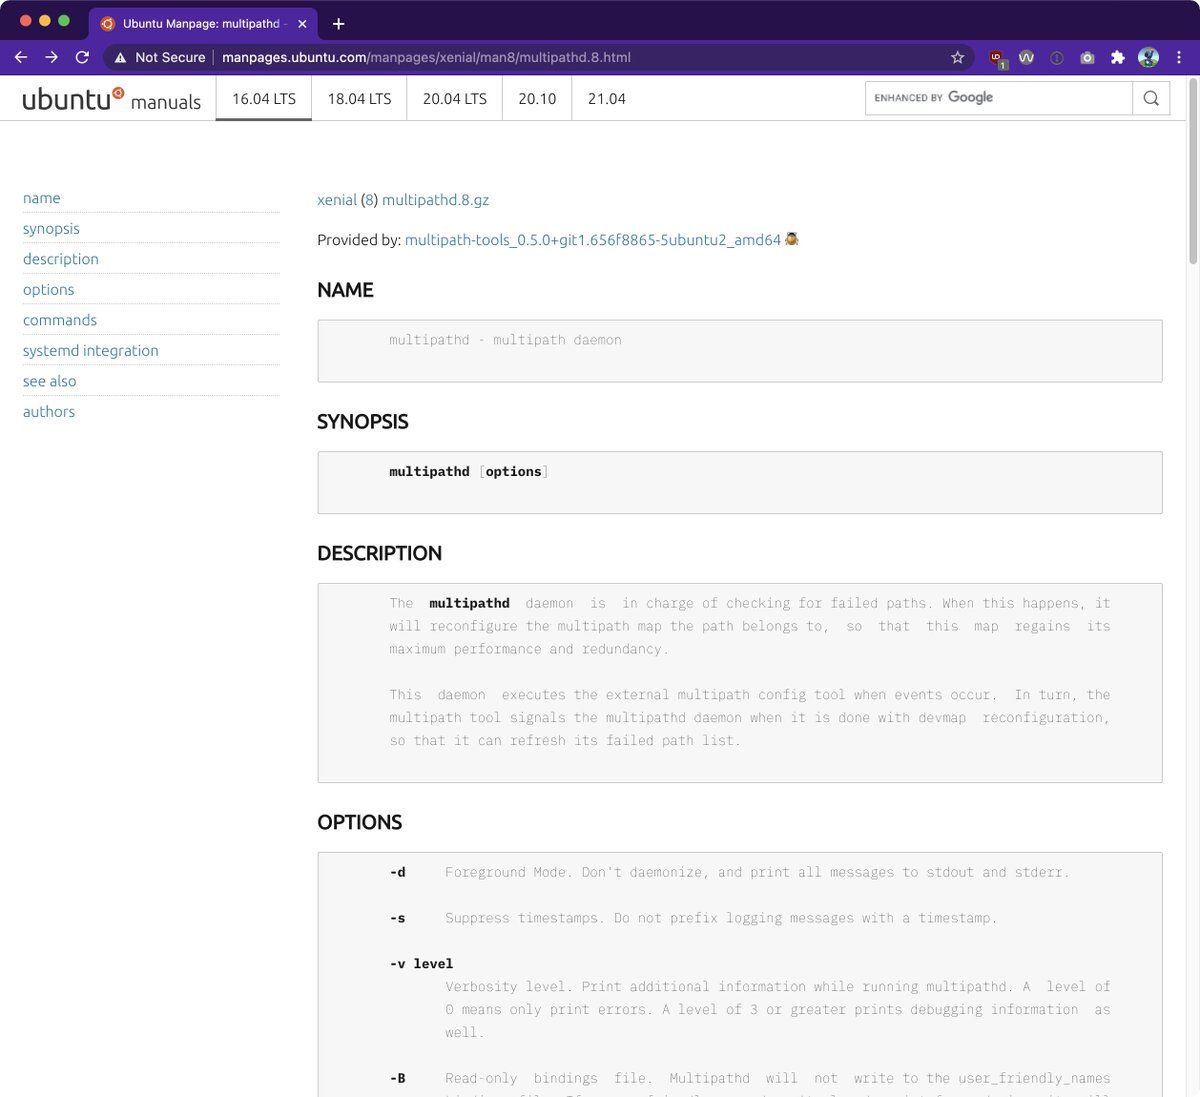 Ubuntu Manpage: multipathd -
Not Secure manpages.ubuntu.com/manpages/xenial/man8/multipathd.8.html
1
ubuntu manuals 16.04 LTS 18.04 LTS 20.04 LTS 20.10 21.04 ENHANCED BY Google
name
synopsis
description
options
commands
systemd integration
see also
authors
xenial (8) multipathd.8.gz
Provided by: multipath-tools_0.5.0+git1.656f8865-5ubuntu2_amd64
NAME
multipathd - multipath daemon
SYNOPSIS
multipathd [options]
DESCRIPTION
The multipathd daemon is in charge of checking for failed paths. When this happens, it
will reconfigure the multipath map the path belongs to, so that this map regains its
maximum performance and redundancy.
This daemon executes the external multipath config tool when events occur. In turn, the
multipath tool signals the multipathd daemon when it is done with devmap reconfiguration,
so that it can refresh its failed path list.
OPTIONS
-d Foreground Mode. Don't daemonize, and print all messages to stdout and stderr.
-s Suppress timestamps. Do not prefix logging messages with a timestamp.
-v level
Verbosity level. Print additional information while running multipathd. A level of
0 means only print errors. A level of 3 or greater prints debugging information as
well.
-B Read-only bindings file. Multipathd will not write to the user_friendly_names